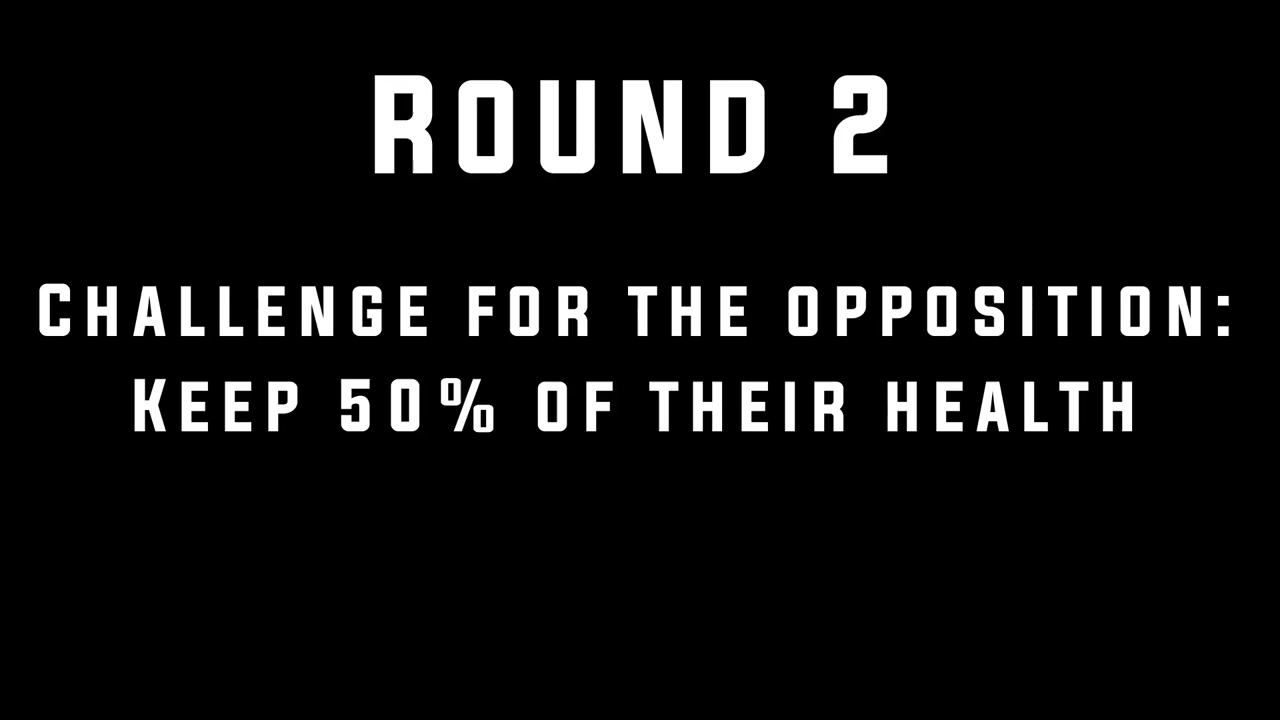 Round 2
Challenge for the opposition:
Keep 50% of their health